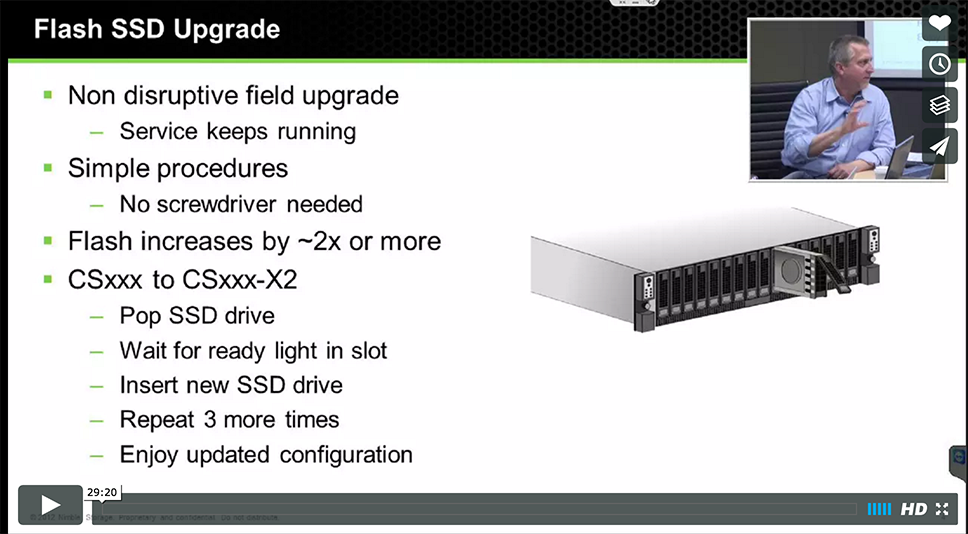 Flash SSD Upgrade
Non disruptive field upgrade
– Service keeps running
Simple procedures
– No screwdriver needed
Flash increases by ~2x or more
CSxxx to CSxxx-X2
– Pop SSD drive
– Wait for ready light in slot
– Insert new SSD drive
– Repeat 3 more times
– Enjoy updated configuration
29:20
HD
© 2012 Nimble Storage. Proprietary and confidential. Do not distribute.